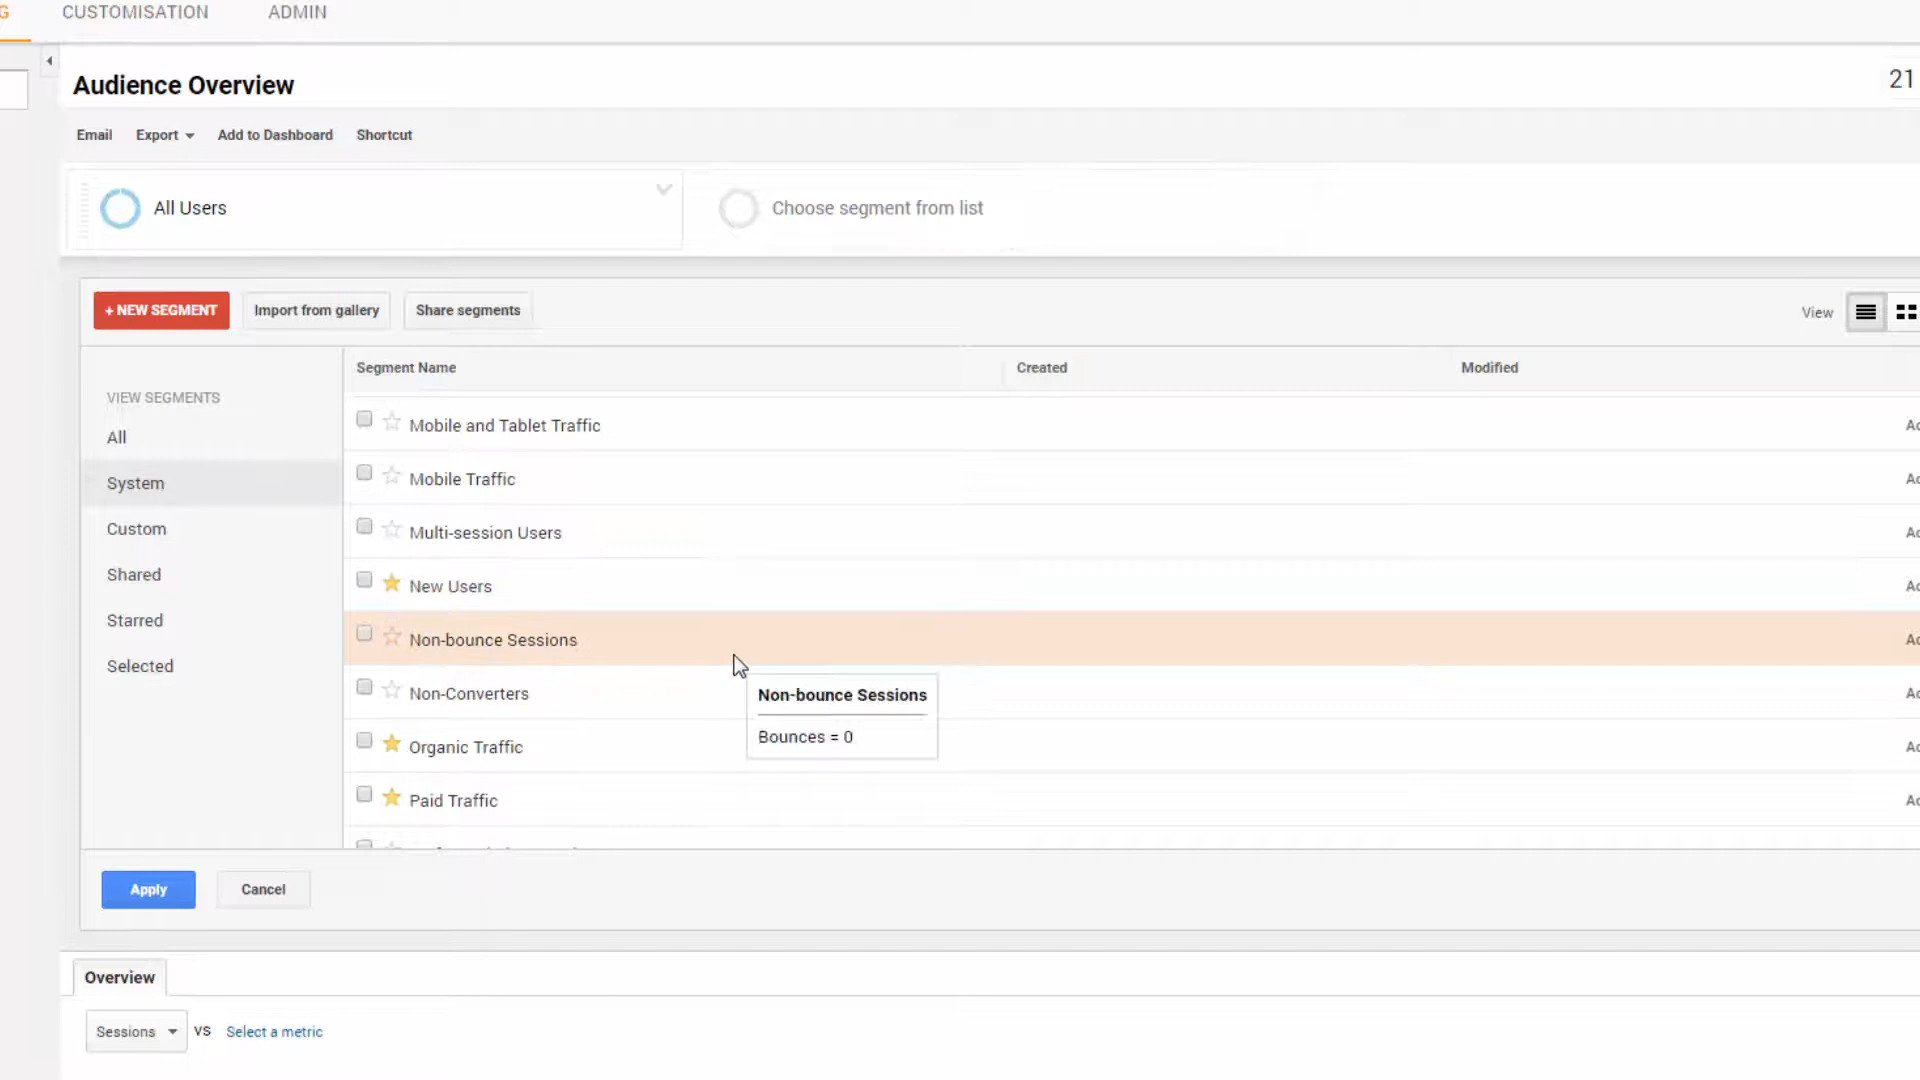 G CUSTOMISATION ADMIN
Audience Overview
21
Email Export Add to Dashboard Shortcut
All Users
Choose segment from list
+ NEW SEGMENT Import from gallery Share segments
View
Segment Name Created Modified
VIEW SEGMENTS
All
System
Custom
Shared
Starred
Selected
Mobile and Tablet Traffic
Mobile Traffic
Multi-session Users
New Users
Non-bounce Sessions
Non-Converters
Organic Traffic
Paid Traffic
Non-bounce Sessions
Bounces = 0
Apply Cancel
Overview
Sessions VS Select a metric